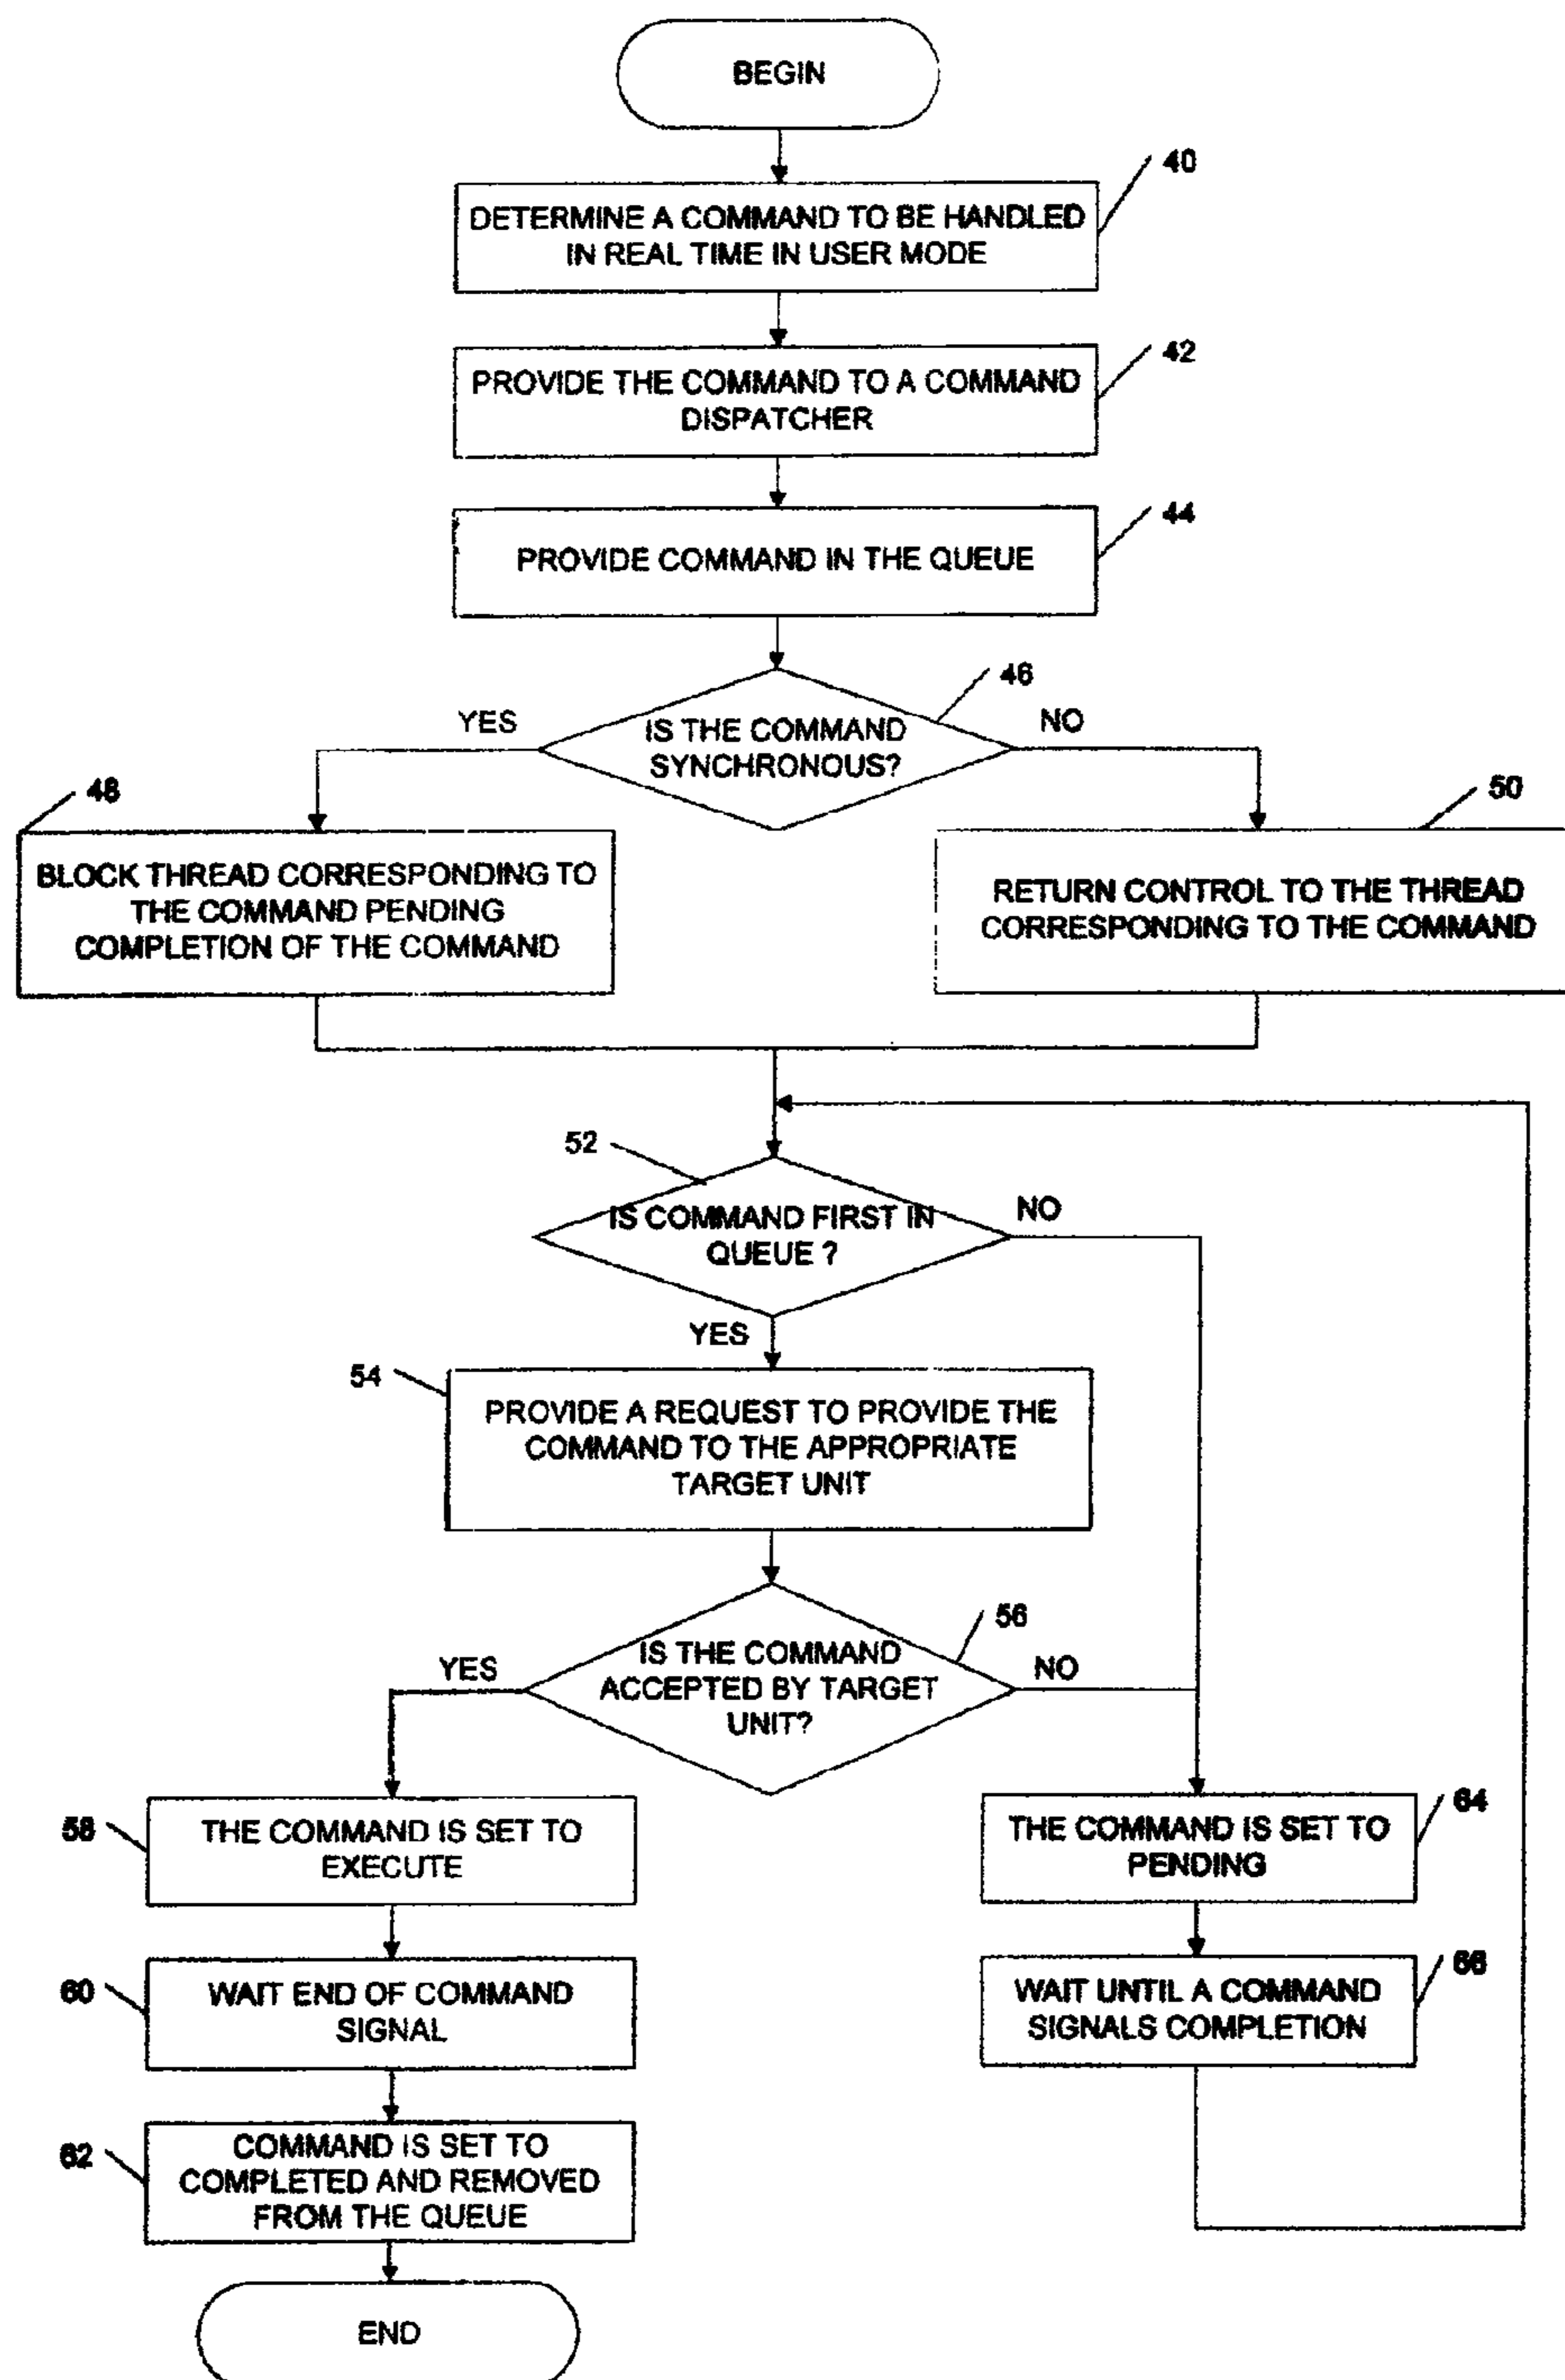 BEGIN
40
DETERMINE A COMMAND TO BE HANDLED
IN REAL TIME IN USER MODE
42
PROVIDE THE COMMAND TO A COMMAND
DISPATCHER
44
PROVIDE COMMAND IN THE QUEUE
46
YES
IS THE COMMAND
SYNCHRONOUS?
NO
48
50
BLOCK THREAD CORRESPONDING TO
THE COMMAND PENDING
COMPLETION OF THE COMMAND
RETURN CONTROL TO THE THREAD
CORRESPONDING TO THE COMMAND
52
IS COMMAND FIRST IN
QUEUE ?
NO
YES
54
PROVIDE A REQUEST TO PROVIDE THE
COMMAND TO THE APPROPRIATE
TARGET UNIT
56
YES
IS THE COMMAND
ACCEPTED BY TARGET
UNIT?
NO
58
THE COMMAND IS SET TO
EXECUTE
64
THE COMMAND IS SET TO
PENDING
60
WAIT END OF COMMAND
SIGNAL
66
WAIT UNTIL A COMMAND
SIGNALS COMPLETION
62
COMMAND IS SET TO
COMPLETED AND REMOVED
FROM THE QUEUE
END